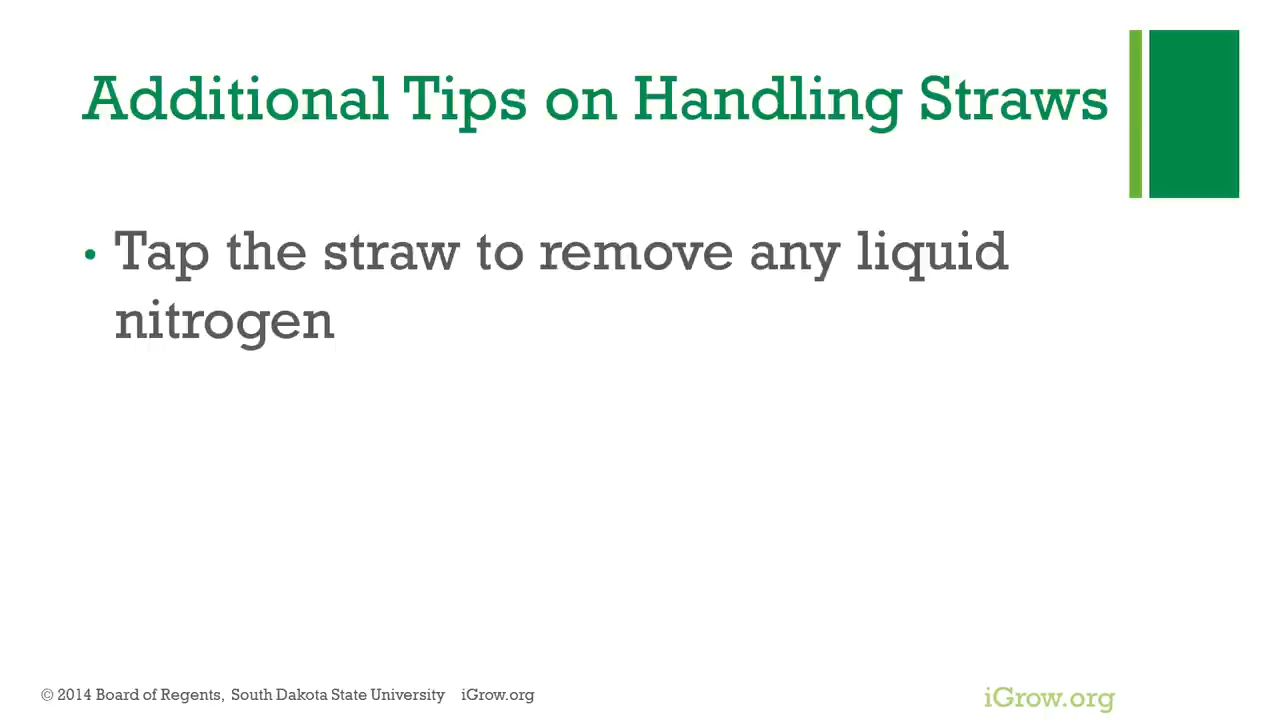 Additional Tips on Handling Straws
• Tap the straw to remove any liquid
nitrogen
© 2014 Board of Regents, South Dakota State University iGrow.org
iGrow.org